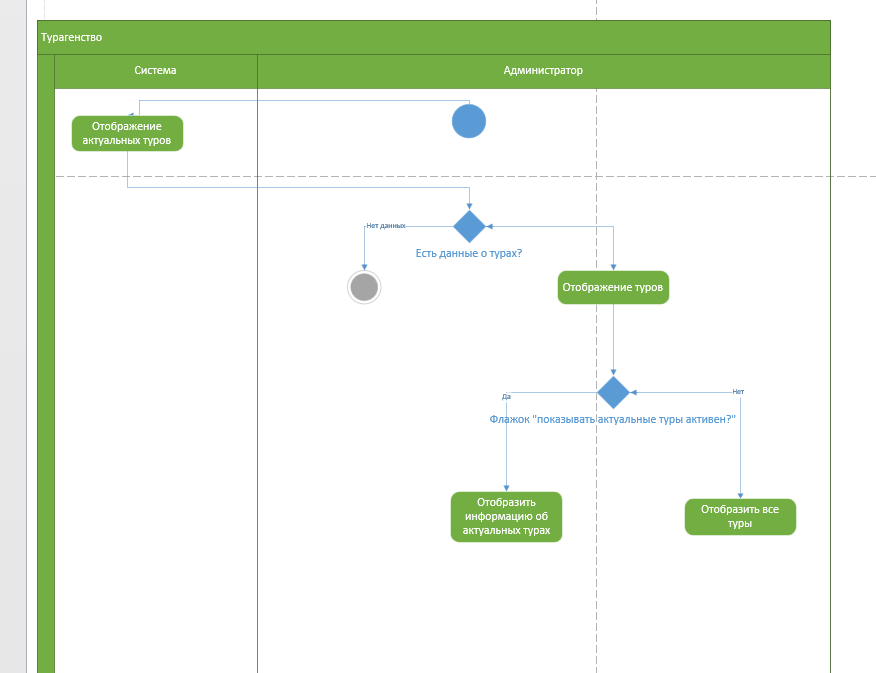 Турагенство
Система
Администратор
Отображение
актуальных туров
Нет данных
Есть данные о турах?
Отображение туров
Да
Нет
Флажок "показывать актуальные туры активен?"
Отобразить
информацию об
актуальных турах
Отобразить все
туры